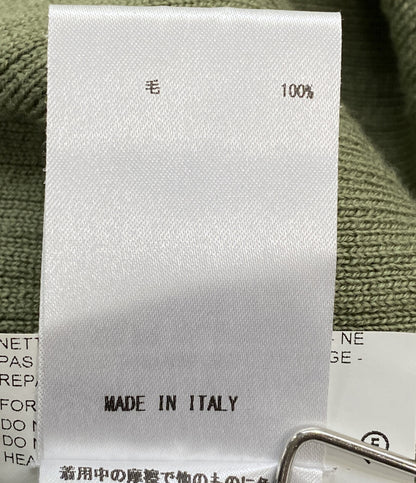 毛 100%
NETT - NE
PAS GE -
REPA
FOR
MADE IN ITALY
DO N
DO N
HEA
着用中の摩擦で他のものに色